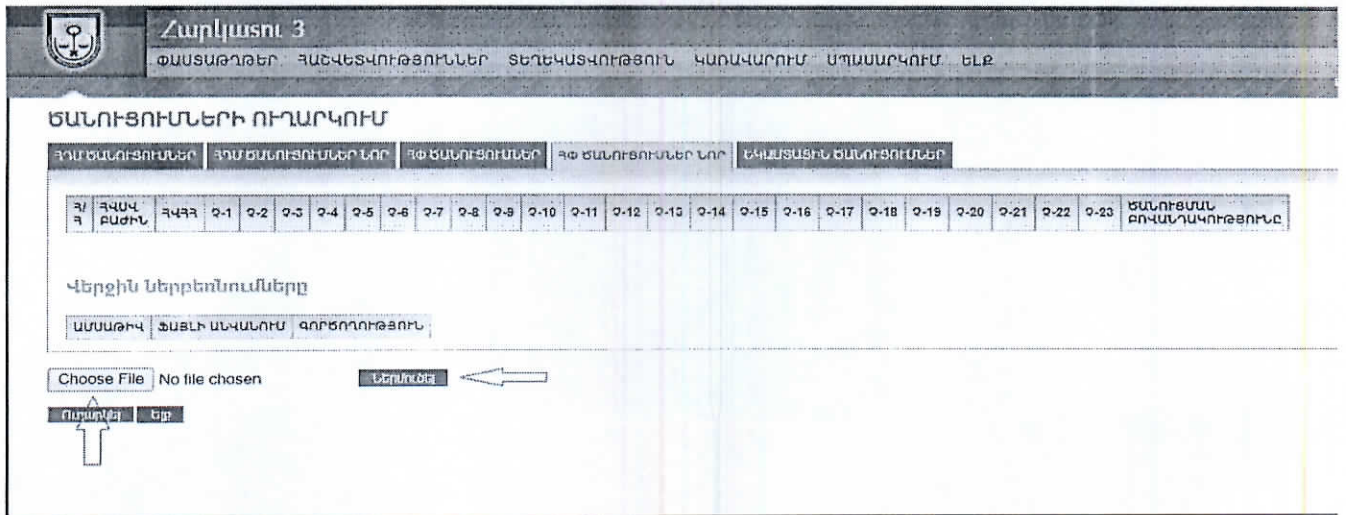 Հարկատու 3
ՓԱՍՏԱԹՂԹԵՐ ՀԱՇՎԵՏՎՈՒԹՅՈՒՆՆԵՐ ՏԵՂԵԿԱՏՎՈՒԹՅՈՒՆ ԿԱՌԱՎԱՐՈՒՄ ՍՊԱՍԱՐԿՈՒՄ ԵԼՔ
ԾԱՆՈՒՑՈՒՄՆԵՐԻ ՈՒՂԱՐԿՈՒՄ
ՀԴՄ ԾԱՆՈՒՑՈՒՄՆԵՐ ՀԴՄ ԾԱՆՈՒՑՈՒՄՆԵՐ ՆՈՐ ՀՓ ԾԱՆՈՒՑՈՒՄՆԵՐ ՀՓ ԾԱՆՈՒՑՈՒՄՆԵՐ ՆՈՐ ԵԿԱՄՏԱՅԻՆ ԾԱՆՈՒՑՈՒՄՆԵՐ
Հ/Հ ՀՎՍՎ ԲԱԺԻՆ ՀՎՀՀ Չ-1 Չ-2 Չ-3 Չ-4 Չ-5 Չ-6 Չ-7 Չ-8 Չ-9 Չ-10 Չ-11 Չ-12 Չ-13 Չ-14 Չ-15 Չ-16 Չ-17 Չ-18 Չ-19 Չ-20 Չ-21 Չ-22 Չ-23 ԾԱՆՈՒՑՄԱՆ ԲՈՎԱՆԴԱԿՈՒԹՅՈՒՆԸ
Վերջին ներբեռնումները
ԱՄՍԱԹԻՎ ՖԱՅԼԻ ԱՆՎԱՆՈՒՄ ԳՈՐԾՈՂՈՒԹՅՈՒՆ
Choose File No file chosen Ներմուծել
Ուղարկել Ելք